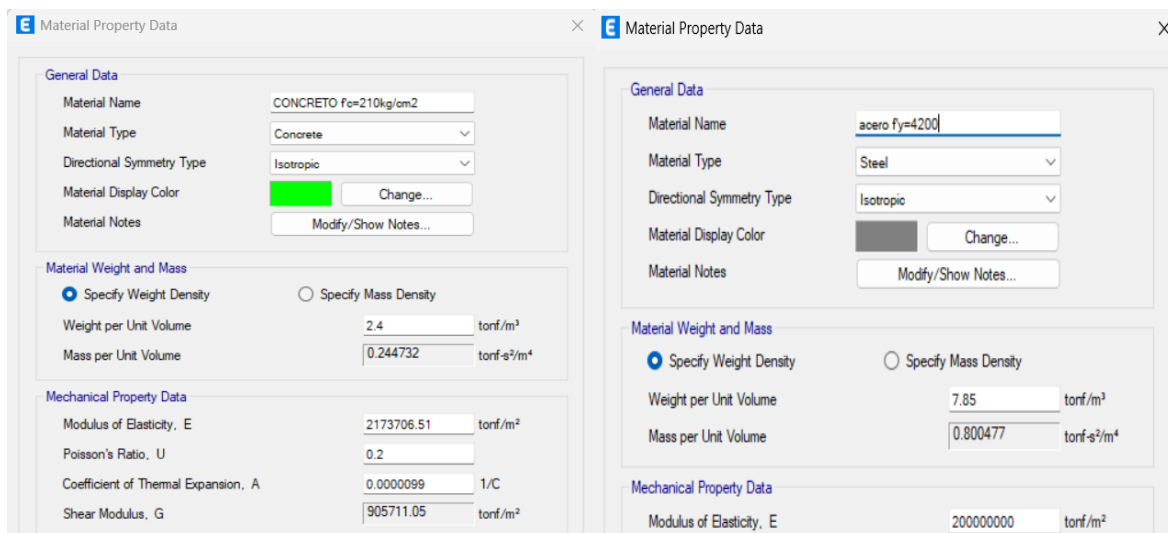 E Material Property Data
General Data
Material Name CONCRETO f'c=210kg/cm2
Material Type Concrete
Directional Symmetry Type Isotropic
Material Display Color Change...
Material Notes Modify/Show Notes...
Material Weight and Mass
Specify Weight Density Specify Mass Density
Weight per Unit Volume 2.4 tonf/m³
Mass per Unit Volume 0.244732 tonf-s²/m⁴
Mechanical Property Data
Modulus of Elasticity, E 2173706.51 tonf/m²
Poisson's Ratio, U 0.2
Coefficient of Thermal Expansion, A 0.0000099 1/C
Shear Modulus, G 905711.05 tonf/m²
E Material Property Data
General Data
Material Name acero f'y=4200
Material Type Steel
Directional Symmetry Type Isotropic
Material Display Color Change...
Material Notes Modify/Show Notes...
Material Weight and Mass
Specify Weight Density Specify Mass Density
Weight per Unit Volume 7.85 tonf/m³
Mass per Unit Volume 0.800477 tonf-s²/m⁴
Mechanical Property Data
Modulus of Elasticity, E 200000000 tonf/m²